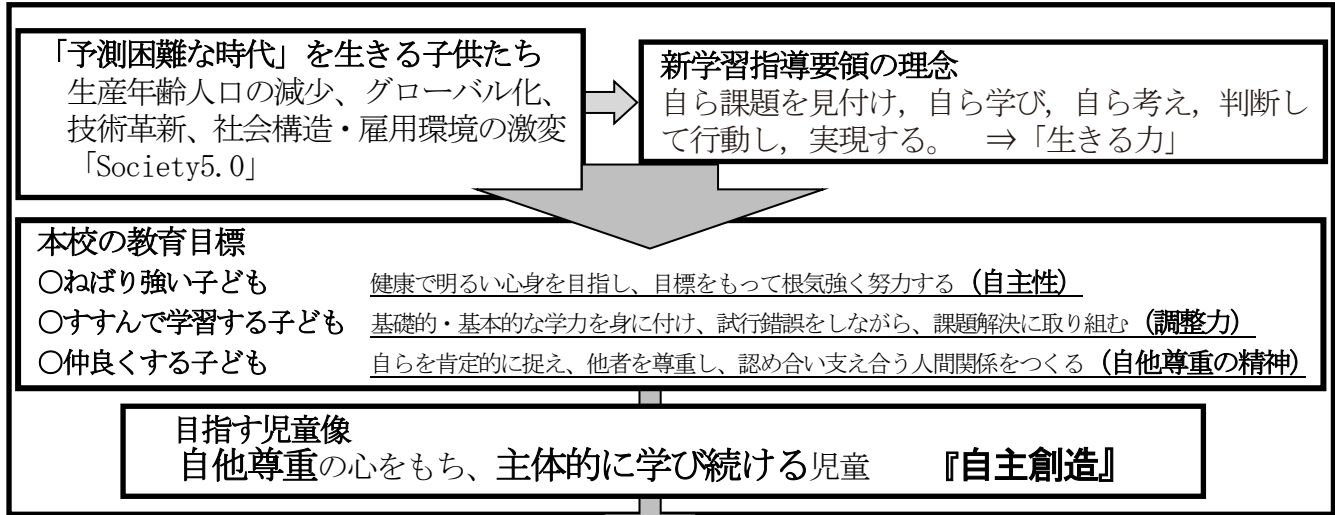 「予測困難な時代」を生きる子供たち
生産年齢人口の減少、グローバル化、
技術革新、社会構造・雇用環境の激変
「Society5.0」
新学習指導要領の理念
自ら課題を見付け，自ら学び，自ら考え，判断し
て行動し，実現する。　⇒「生きる力」
本校の教育目標
○ねばり強い子ども　健康で明るい心身を目指し、目標をもって根気強く努力する（自主性）
○すすんで学習する子ども　基礎的・基本的な学力を身に付け、試行錯誤をしながら、課題解決に取り組む（調整力）
○仲良くする子ども　自らを肯定的に捉え、他者を尊重し、認め合い支え合う人間関係をつくる（自他尊重の精神）
目指す児童像
自他尊重の心をもち、主体的に学び続ける児童　『自主創造』